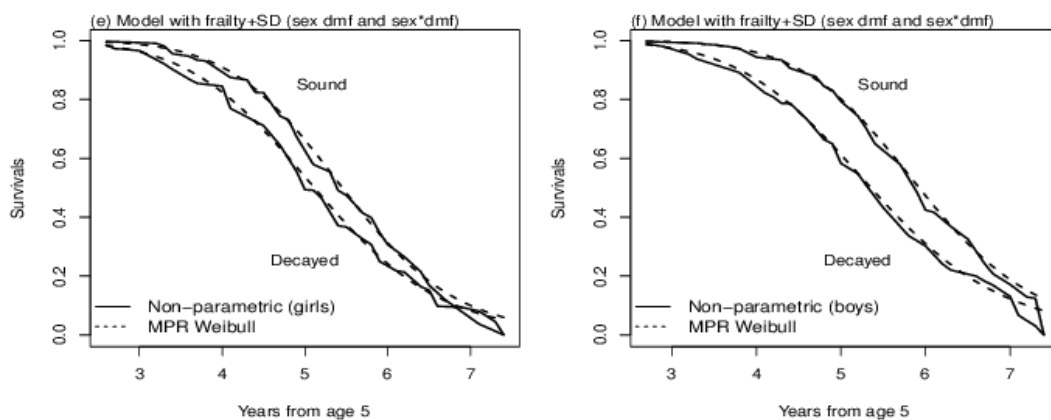 (e) Model with frailty+SD (sex dmf and sex*dmf)
Survivals
1.0
0.8
0.6
0.4
0.2
0.0
Sound
Decayed
Non−parametric (girls)
MPR Weibull
3 4 5 6 7
Years from age 5
(f) Model with frailty+SD (sex dmf and sex*dmf)
Survivals
1.0
0.8
0.6
0.4
0.2
0.0
Sound
Decayed
Non−parametric (boys)
MPR Weibull
3 4 5 6 7
Years from age 5